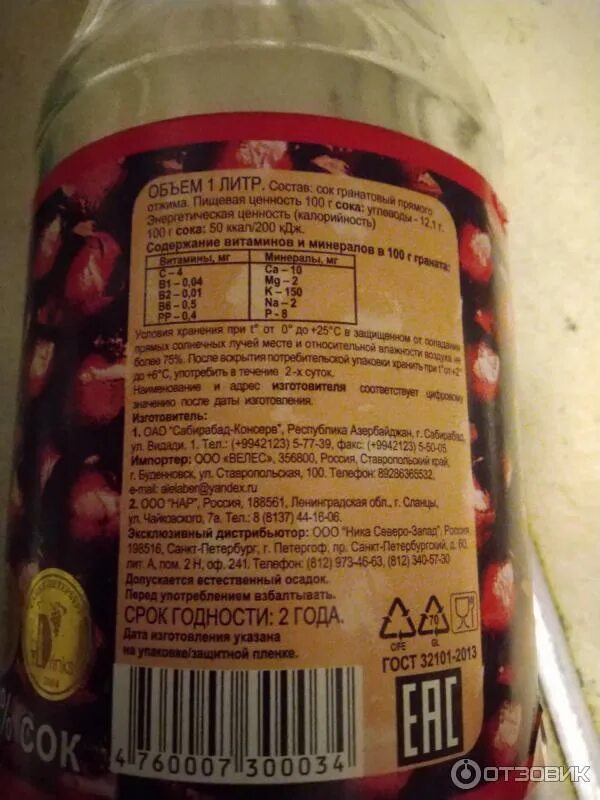 ОБЪЕМ 1 ЛИТР. Состав: сок гранатовый прямого
отжима. Пищевая ценность 100 г сока: углеводы - 12,1 г.
Энергетическая ценность (калорийность)
100 г сока: 50 ккал/200 кДж.
Содержание витаминов и минералов в 100 г граната:
Витамины, мг Минералы, мг
С – 4 Ca – 10
B1 – 0,04 Mg – 2
B2 – 0,01 K – 150
B6 – 0,5 Na – 2
PP – 0,4 P - 8
Условия хранения при t° от 0° до +25°С в защищенном от попадания
прямых солнечных лучей месте и относительной влажности воздуха не
более 75%. После вскрытия потребительской упаковки хранить при t°от +2°
до +6°С, употребить в течение 2-х суток.
Наименование и адрес изготовителя соответствует цифровому
значению после даты изготовления.
Изготовитель:
1. ОАО "Сабирабад-Консерв", Республика Азербайджан, г. Сабирабад,
ул. Видади, 1. Тел.: (+9942123) 5-77-39, факс: (+9942123) 5-50-05
Импортер: ООО «ВЕЛЕС», 356800, Россия, Ставропольский край,
г. Буденновск, ул. Ставропольская, 100. Телефон: 89286365532,
e-mail: alelaber@yandex.ru
2. ООО "НАР", Россия, 188561, Ленинградская обл., г. Сланцы,
ул. Чайковского, 7а. Тел.: 8 (8137) 44-16-06.
Эксклюзивный дистрибьютор: ООО "Ника Северо-Запад", Россия,
198516, Санкт-Петербург, г. Петергоф, пр. Санкт-Петербургский, д. 60,
лит. А, пом. 2 Н, оф. 241. Телефоны: (812) 973-46-63, (812) 340-57-30
Допускается естественный осадок.
Перед употреблением взбалтывать.
СРОК ГОДНОСТИ: 2 ГОДА.
Дата изготовления указана
на упаковке/защитной пленке.
C/FE
70
GL
ГОСТ 32101-2013
EAC
Drinks
% СОК
4 760007 300034
ОТЗОВИК